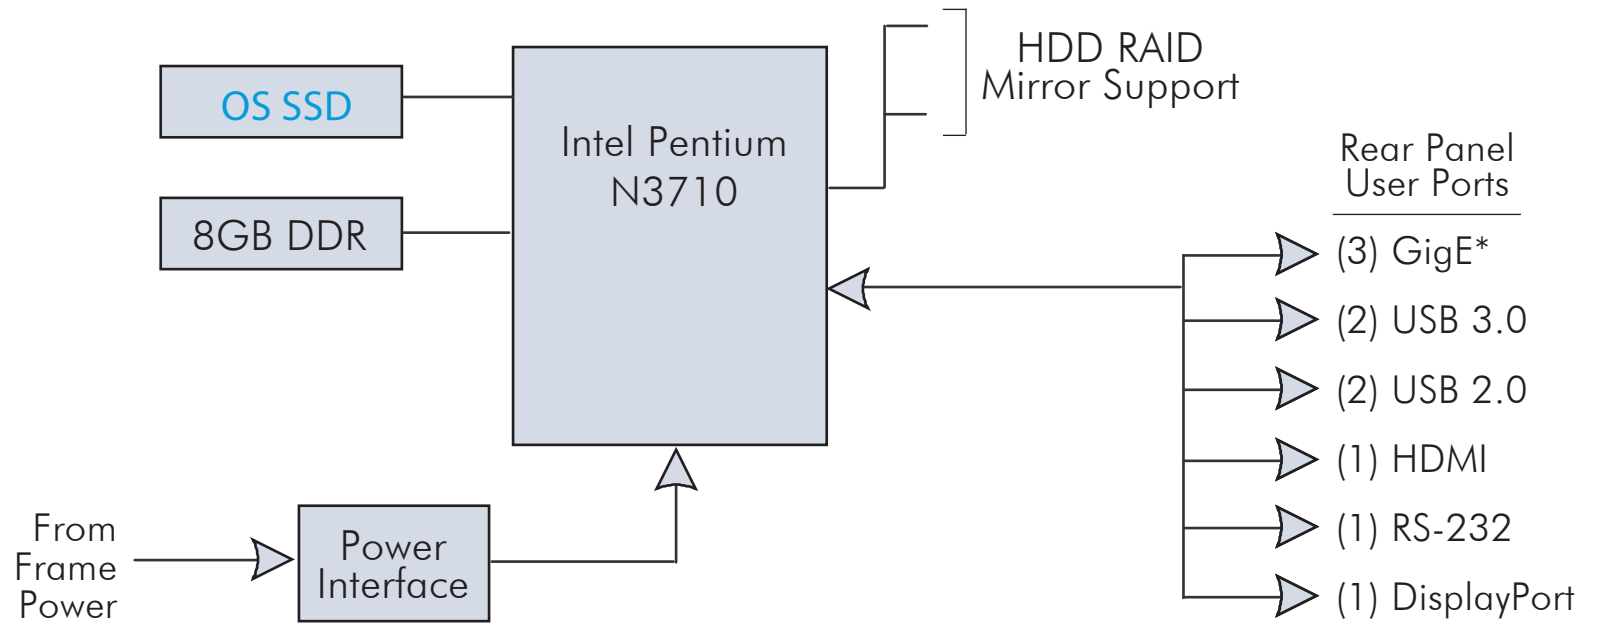 OS SSD
8GB DDR
Intel Pentium
N3710
HDD RAID
Mirror Support
Rear Panel
User Ports
(3) GigE*
(2) USB 3.0
(2) USB 2.0
(1) HDMI
(1) RS-232
(1) DisplayPort
From
Frame
Power
Power
Interface